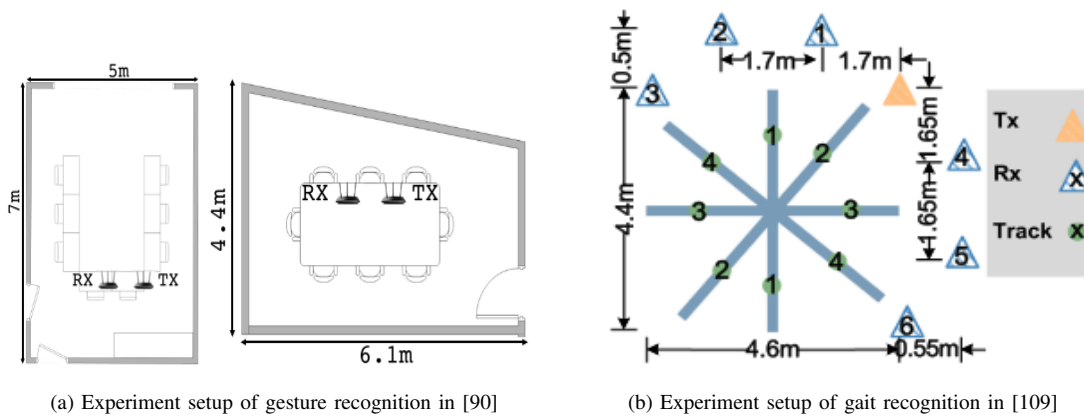 5m
7m
RX
TX
4.4m
RX
TX
6.1m
2
1
0.5m
1.7m
1.7m
3
1.65m
1
2
4
4
4.4m
3
3
1.65m
2
4
5
1
6
4.6m
0.55m
Tx
Rx
x
Track
x
(a) Experiment setup of gesture recognition in [90]
(b) Experiment setup of gait recognition in [109]